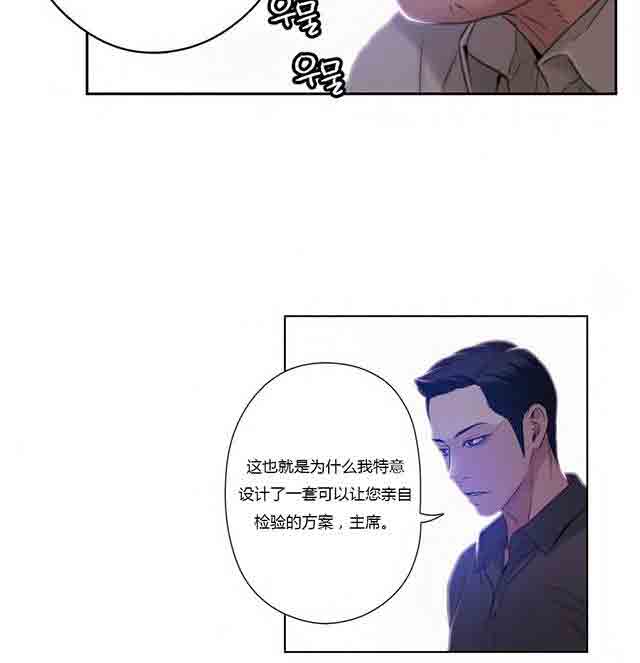 우물
우물
这也就是为什么我特意
设计了一套可以让您亲自
检验的方案，主席。